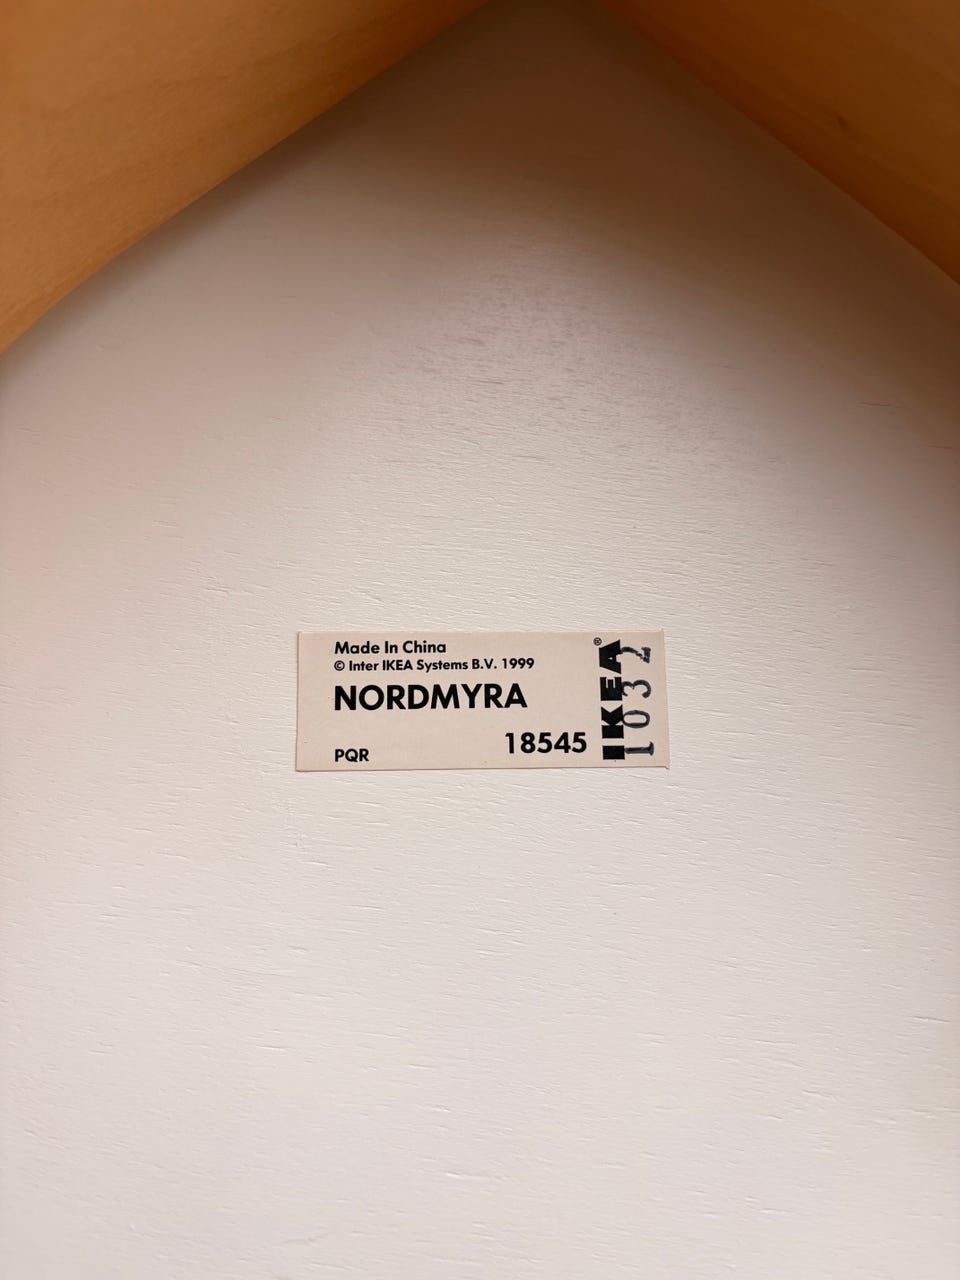 Made In China
© Inter IKEA Systems B.V. 1999
NORDMYRA
18545
PQR
IKEA®
1032